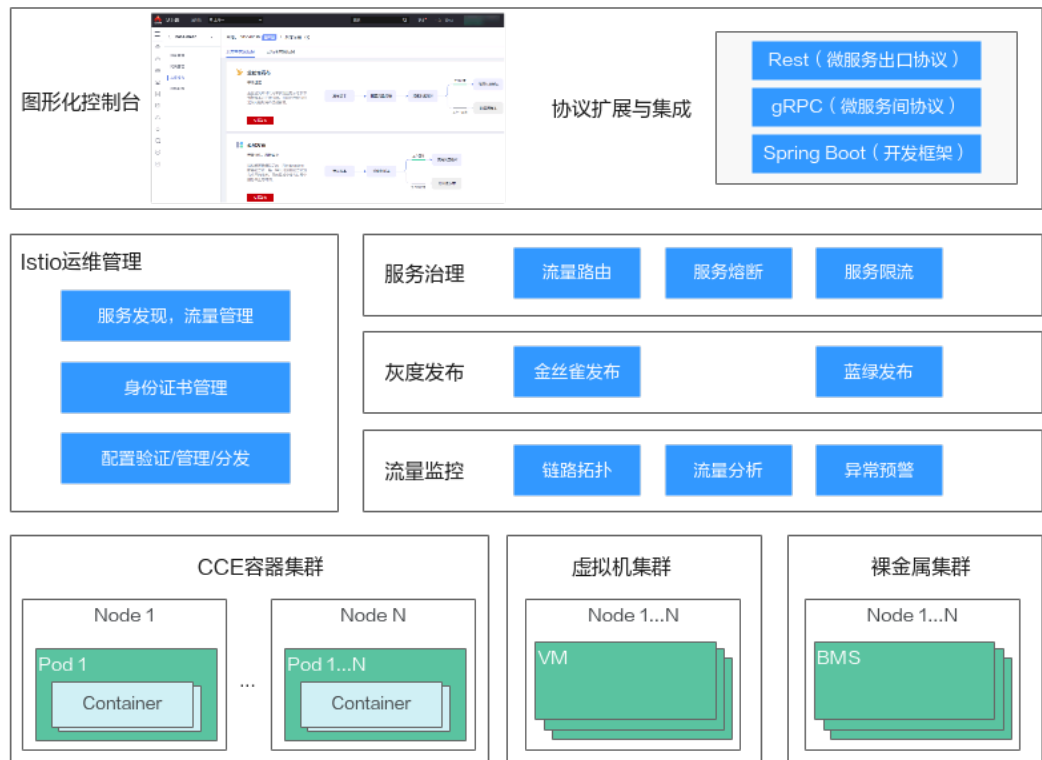 图形化控制台
协议扩展与集成
Rest（微服务出口协议）
gRPC（微服务间协议）
Spring Boot（开发框架）
Istio运维管理
服务发现，流量管理
身份证书管理
配置验证/管理/分发
服务治理
流量路由
服务熔断
服务限流
灰度发布
金丝雀发布
蓝绿发布
流量监控
链路拓扑
流量分析
异常预警
CCE容器集群
Node 1
Pod 1
Container
...
Node N
Pod 1...N
Container
虚拟机集群
Node 1...N
VM
裸金属集群
Node 1...N
BMS